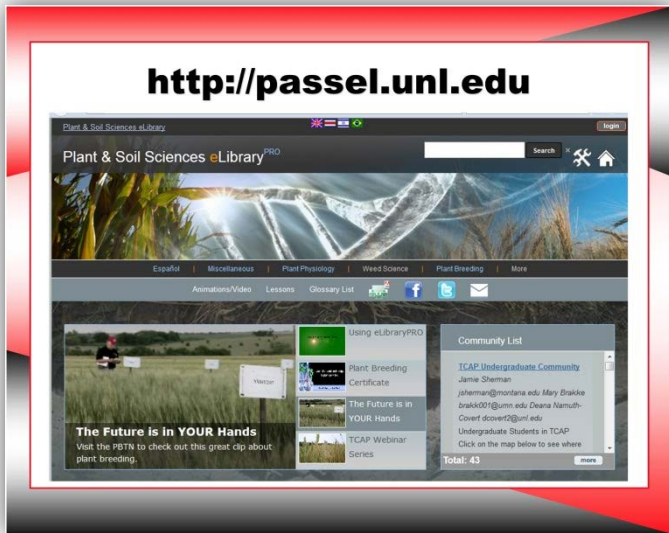 http://passel.unl.edu
Plant & Soil Sciences eLibrary
login
Plant & Soil Sciences eLibrary PRO
Search
Español | Miscellaneous | Plant Physiology | Weed Science | Plant Breeding | More
Animations/Video Lessons Glossary List
The Future is in YOUR Hands
Visit the PBTN to check out this great clip about
plant breeding.
Using eLibraryPRO
Plant Breeding
Certificate
The Future is in
YOUR Hands
TCAP Webinar
Series
Community List
TCAP Undergraduate Community
Jamie Sherman
jsherman@montana.edu Mary Brakke
brakk001@umn.edu Deana Namuth-
Covert dcovert2@unl.edu
Undergraduate Students in TCAP
Click on the map below to see where
Total: 43
more